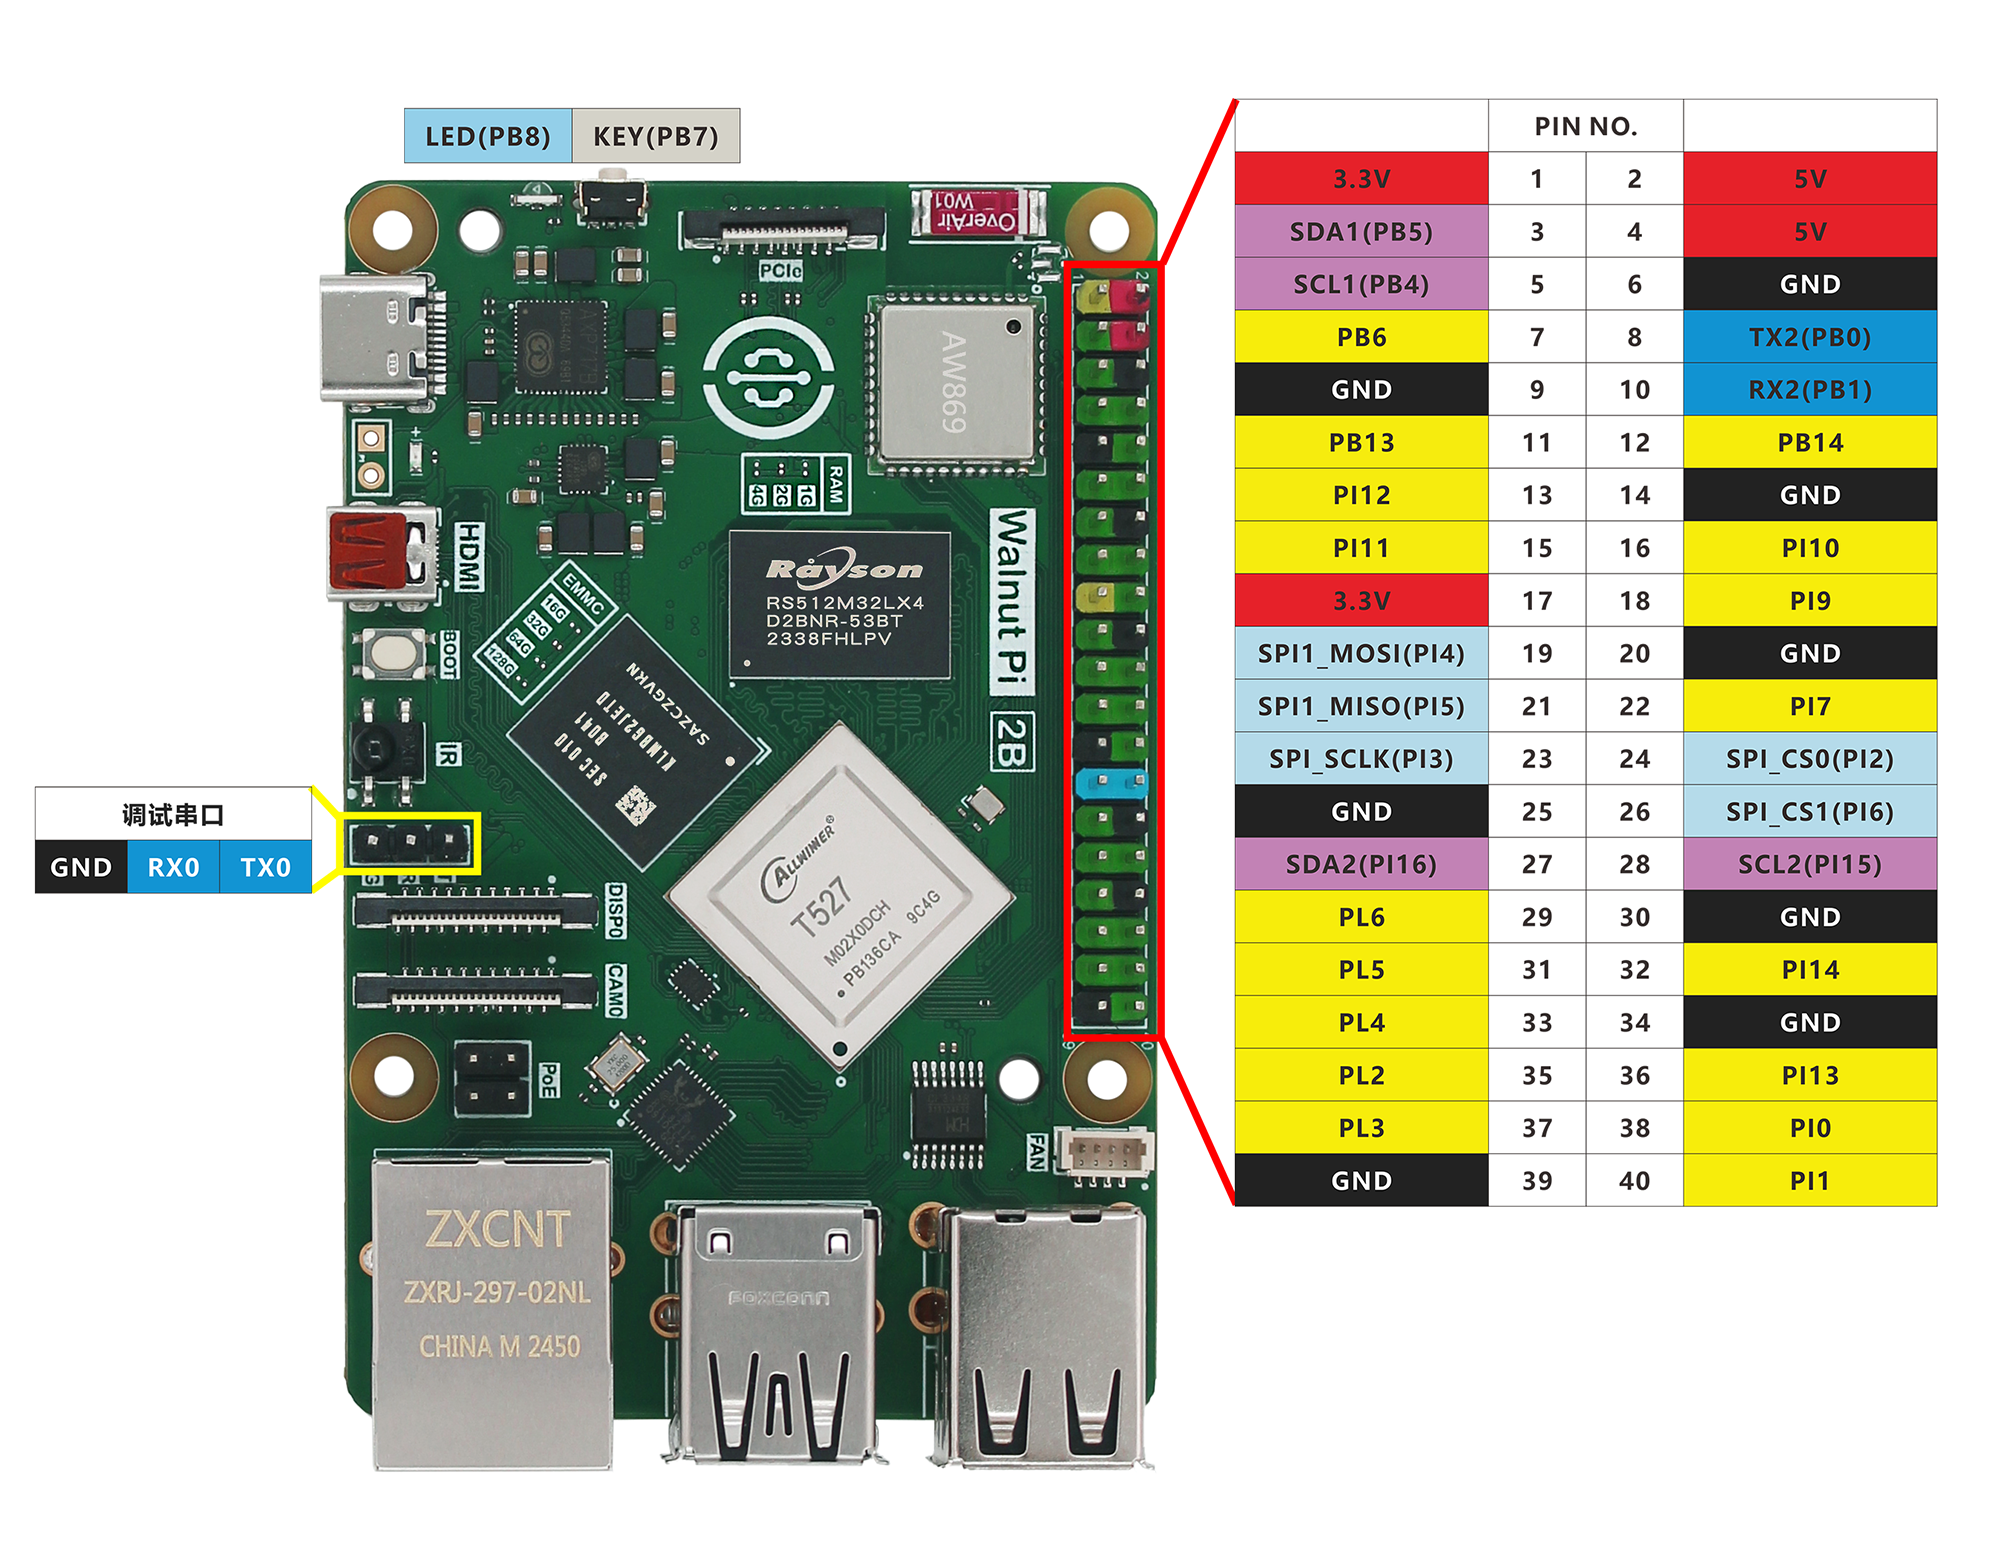 LED(PB8) KEY(PB7)
PIN NO.
3.3V 1 2 5V
SDA1(PB5) 3 4 5V
SCL1(PB4) 5 6 GND
PB6 7 8 TX2(PB0)
GND 9 10 RX2(PB1)
PB13 11 12 PB14
PI12 13 14 GND
PI11 15 16 PI10
3.3V 17 18 PI9
SPI1_MOSI(PI4) 19 20 GND
SPI1_MISO(PI5) 21 22 PI7
SPI_SCLK(PI3) 23 24 SPI_CS0(PI2)
GND 25 26 SPI_CS1(PI6)
SDA2(PI16) 27 28 SCL2(PI15)
PL6 29 30 GND
PL5 31 32 PI14
PL4 33 34 GND
PL2 35 36 PI13
PL3 37 38 PI0
GND 39 40 PI1
调试串口
GND RX0 TX0
OverAir
W01
PCIe
1 2
AW869
RAM
1G
2G
4G
HDMI
Rayson
RS512M32LX4
D2BNR-53BT
2338FHLPV
Walnut Pi
2B
EMMC
16G
32G
64G
128G
BOOT
IR
SEC 010
B041
KLMBG2JETD
SAZCZGVKN
ALLWINNER
T527
M02X0DCH
PB136CA 9C4G
G R T
DISP0
CAM0
PoE
FAN
ZXCNT
ZXRJ-297-02NL
CHINA M 2450
FOXCONN